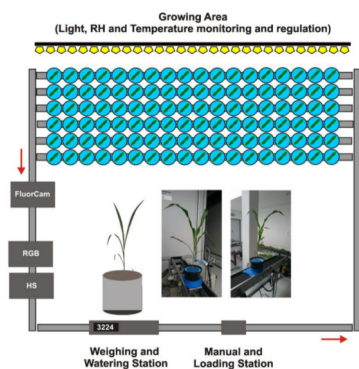 Growing Area
(Light, RH and Temperature monitoring and regulation)
FluorCam
RGB
HS
3224
Weighing and
Watering Station
Manual and
Loading Station